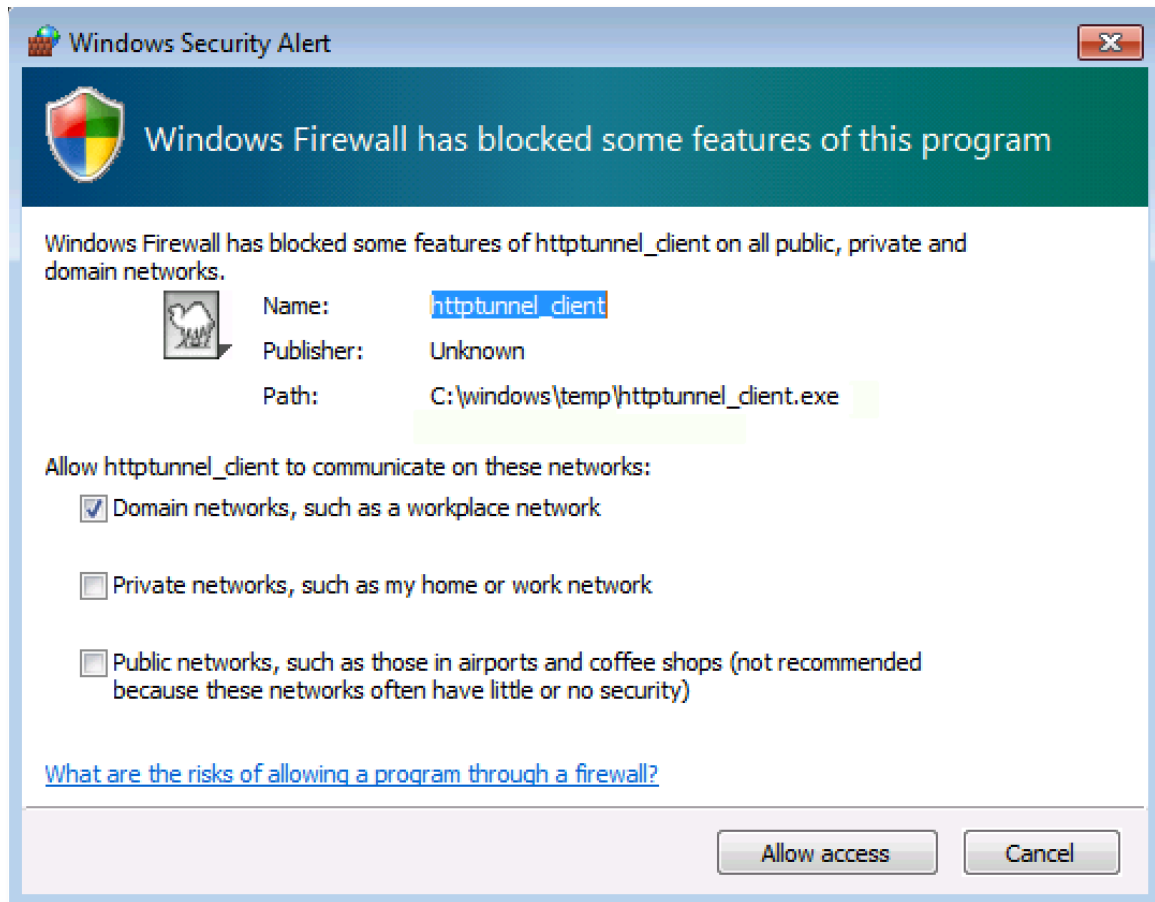 Windows Security Alert
Windows Firewall has blocked some features of this program
Windows Firewall has blocked some features of httptunnel_client on all public, private and
domain networks.
Name: httptunnel_client
Publisher: Unknown
Path: C:\windows\temp\httptunnel_client.exe
Allow httptunnel_client to communicate on these networks:
Domain networks, such as a workplace network
Private networks, such as my home or work network
Public networks, such as those in airports and coffee shops (not recommended
because these networks often have little or no security)
What are the risks of allowing a program through a firewall?
Allow access Cancel